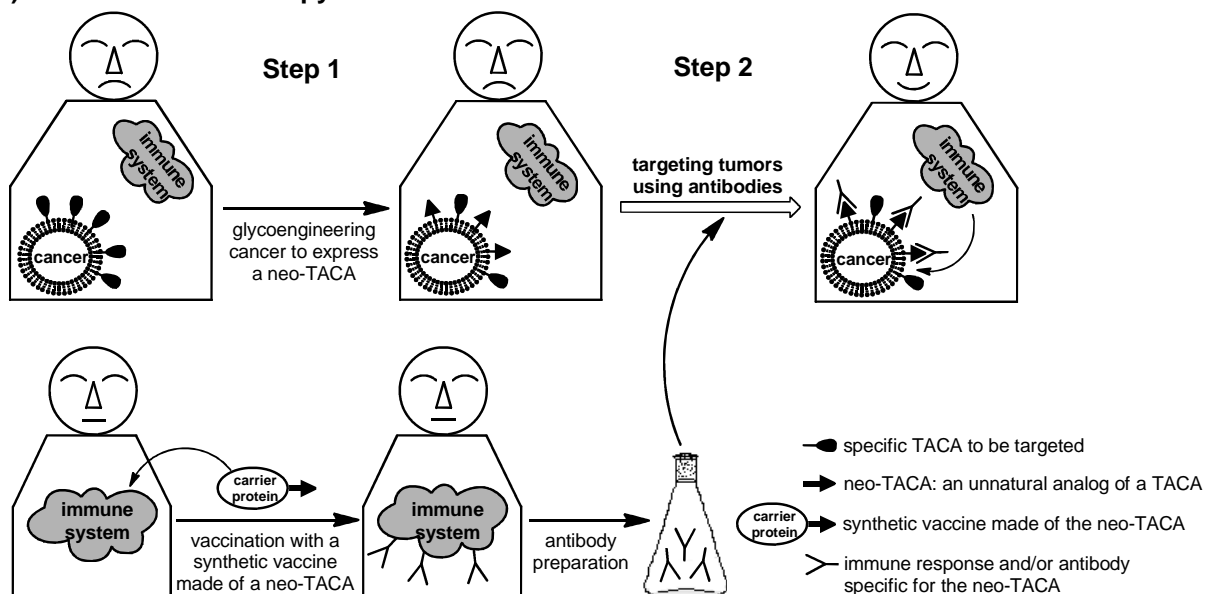 Step 1
Step 2
immune
system
cancer
glycoengineering
cancer to express
a neo-TACA
immune
system
cancer
targeting tumors
using antibodies
immune
system
cancer
immune
system
carrier
protein
vaccination with a
synthetic vaccine
made of a neo-TACA
immune
system
antibody
preparation
specific TACA to be targeted
neo-TACA: an unnatural analog of a TACA
carrier
protein
synthetic vaccine made of the neo-TACA
immune response and/or antibody
specific for the neo-TACA